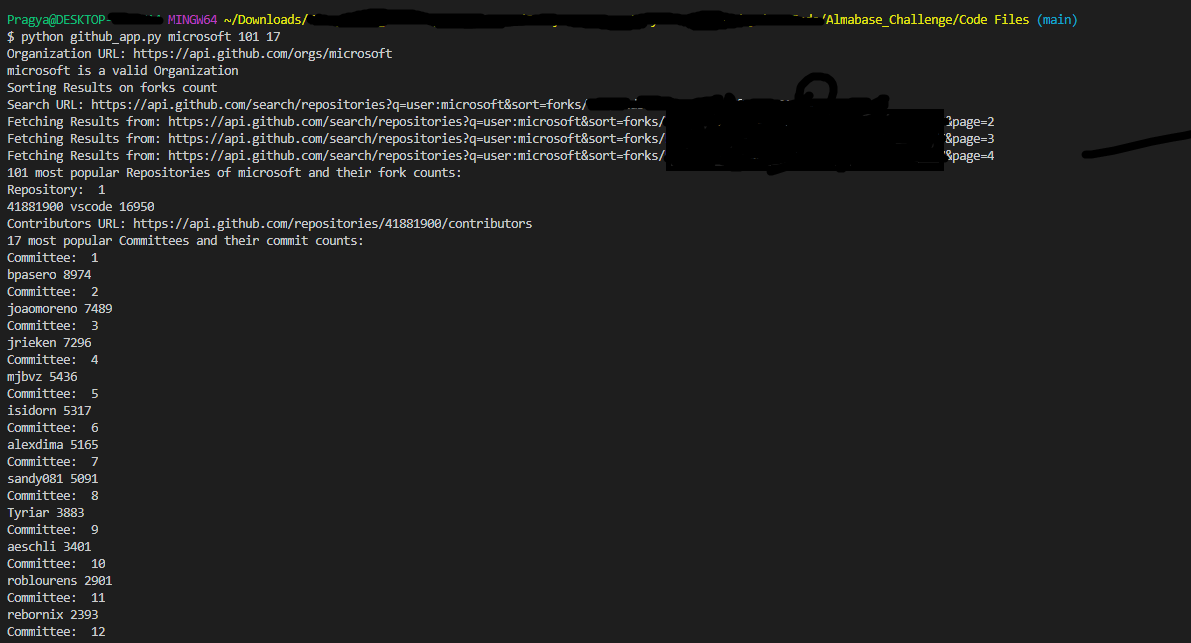 Pragya@DESKTOP- MINGW64 ~/Downloads/ /Almabase_Challenge/Code Files (main)
$ python github_app.py microsoft 101 17
Organization URL: https://api.github.com/orgs/microsoft
microsoft is a valid Organization
Sorting Results on forks count
Search URL: https://api.github.com/search/repositories?q=user:microsoft&sort=forks/
Fetching Results from: https://api.github.com/search/repositories?q=user:microsoft&sort=forks/ &page=2
Fetching Results from: https://api.github.com/search/repositories?q=user:microsoft&sort=forks/ &page=3
Fetching Results from: https://api.github.com/search/repositories?q=user:microsoft&sort=forks/ &page=4
101 most popular Repositories of microsoft and their fork counts:
Repository:  1
41881900 vscode 16950
Contributors URL: https://api.github.com/repositories/41881900/contributors
17 most popular Committees and their commit counts:
Committee:  1
bpasero 8974
Committee:  2
joaomoreno 7489
Committee:  3
jrieken 7296
Committee:  4
mjbvz 5436
Committee:  5
isidorn 5317
Committee:  6
alexdima 5165
Committee:  7
sandy081 5091
Committee:  8
Tyriar 3883
Committee:  9
aeschli 3401
Committee:  10
roblourens 2901
Committee:  11
rebornix 2393
Committee:  12